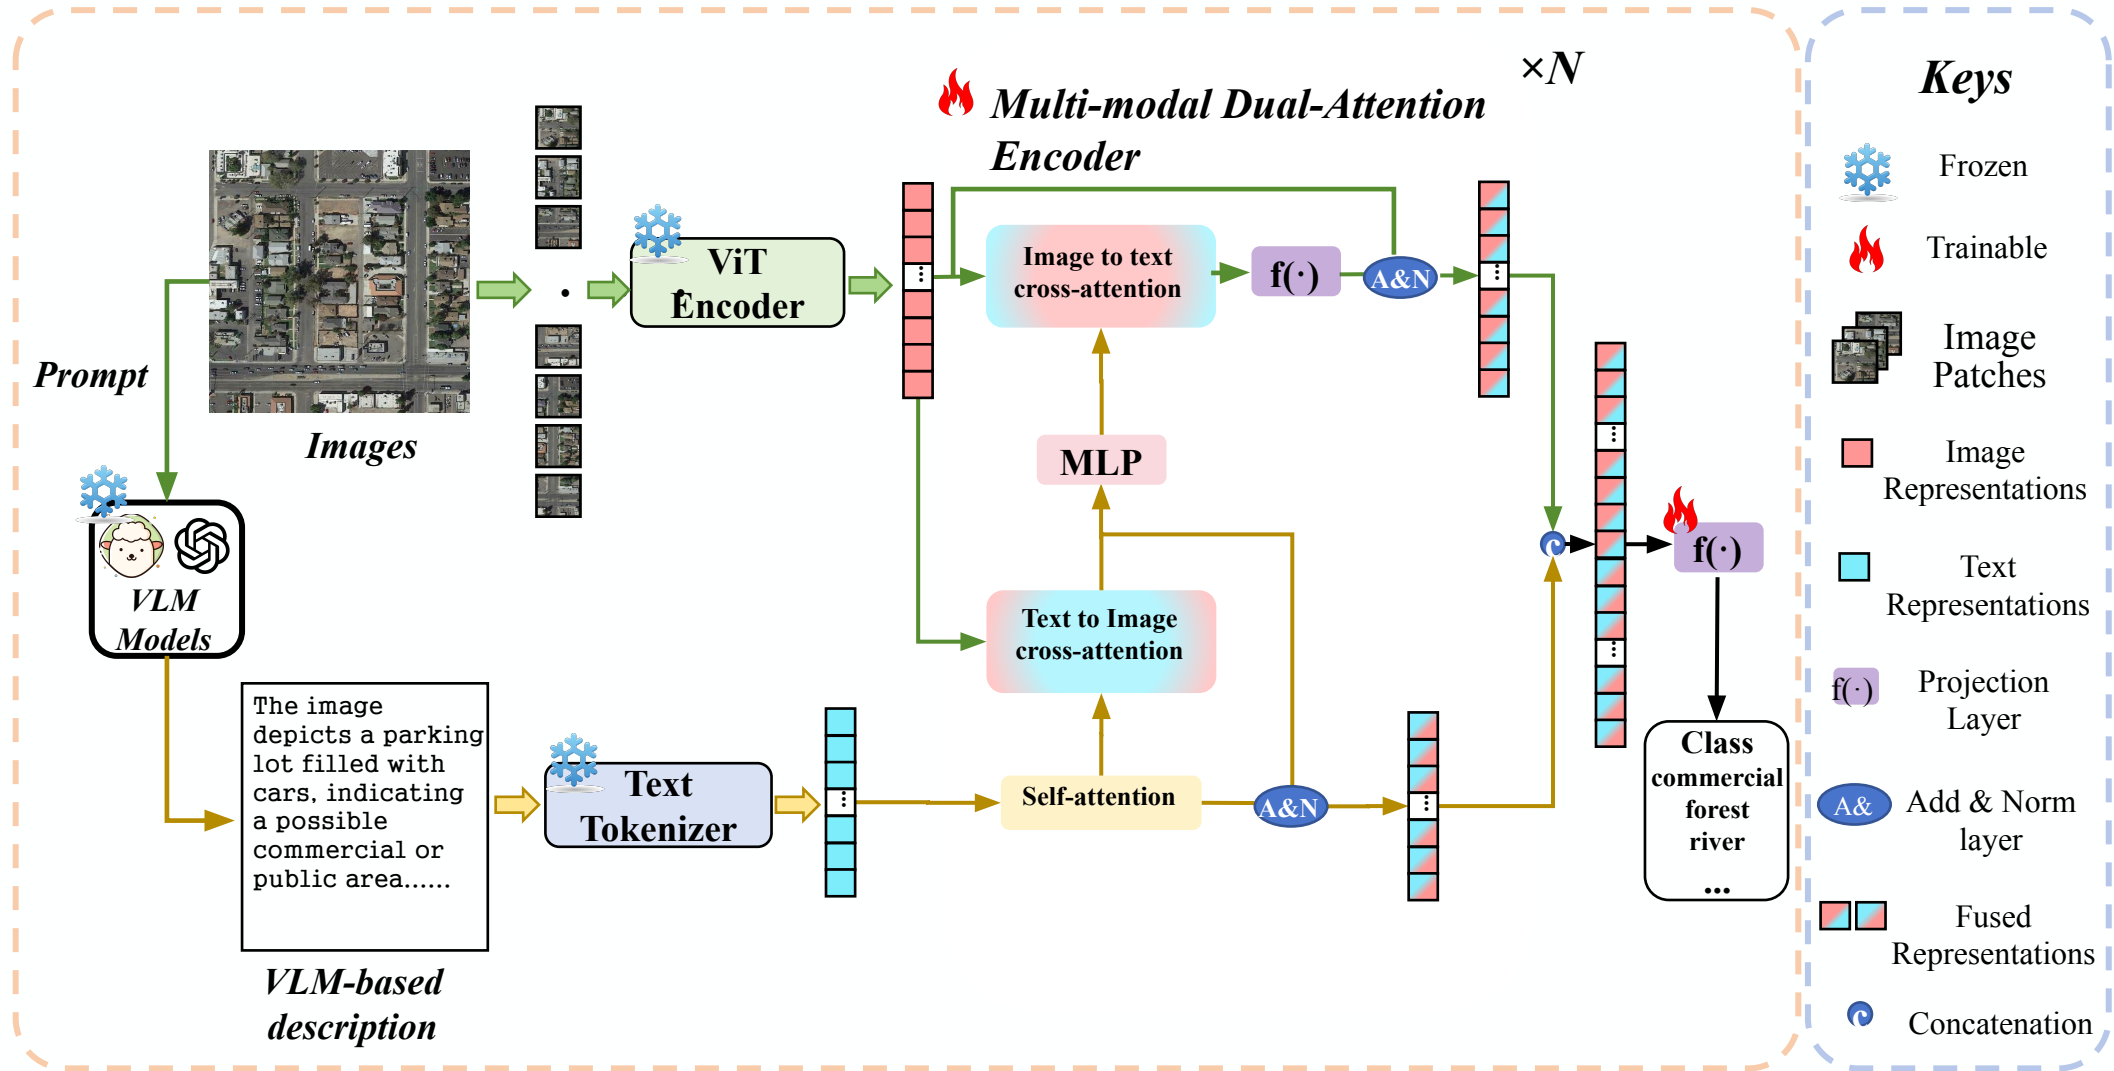 ×N
Multi-modal Dual-Attention
Encoder
Prompt
Images
ViT
Encoder
Image to text
cross-attention
f(·)
A&N
MLP
VLM
Models
Text to Image
cross-attention
The image
depicts a parking
lot filled with
cars, indicating
a possible
commercial or
public area......
VLM-based
description
Text
Tokenizer
Self-attention
A&N
c
f(·)
Class
commercial
forest
river
...
Keys
Frozen
Trainable
Image
Patches
Image
Representations
Text
Representations
f(·)
Projection
Layer
A&
Add & Norm
layer
Fused
Representations
c
Concatenation